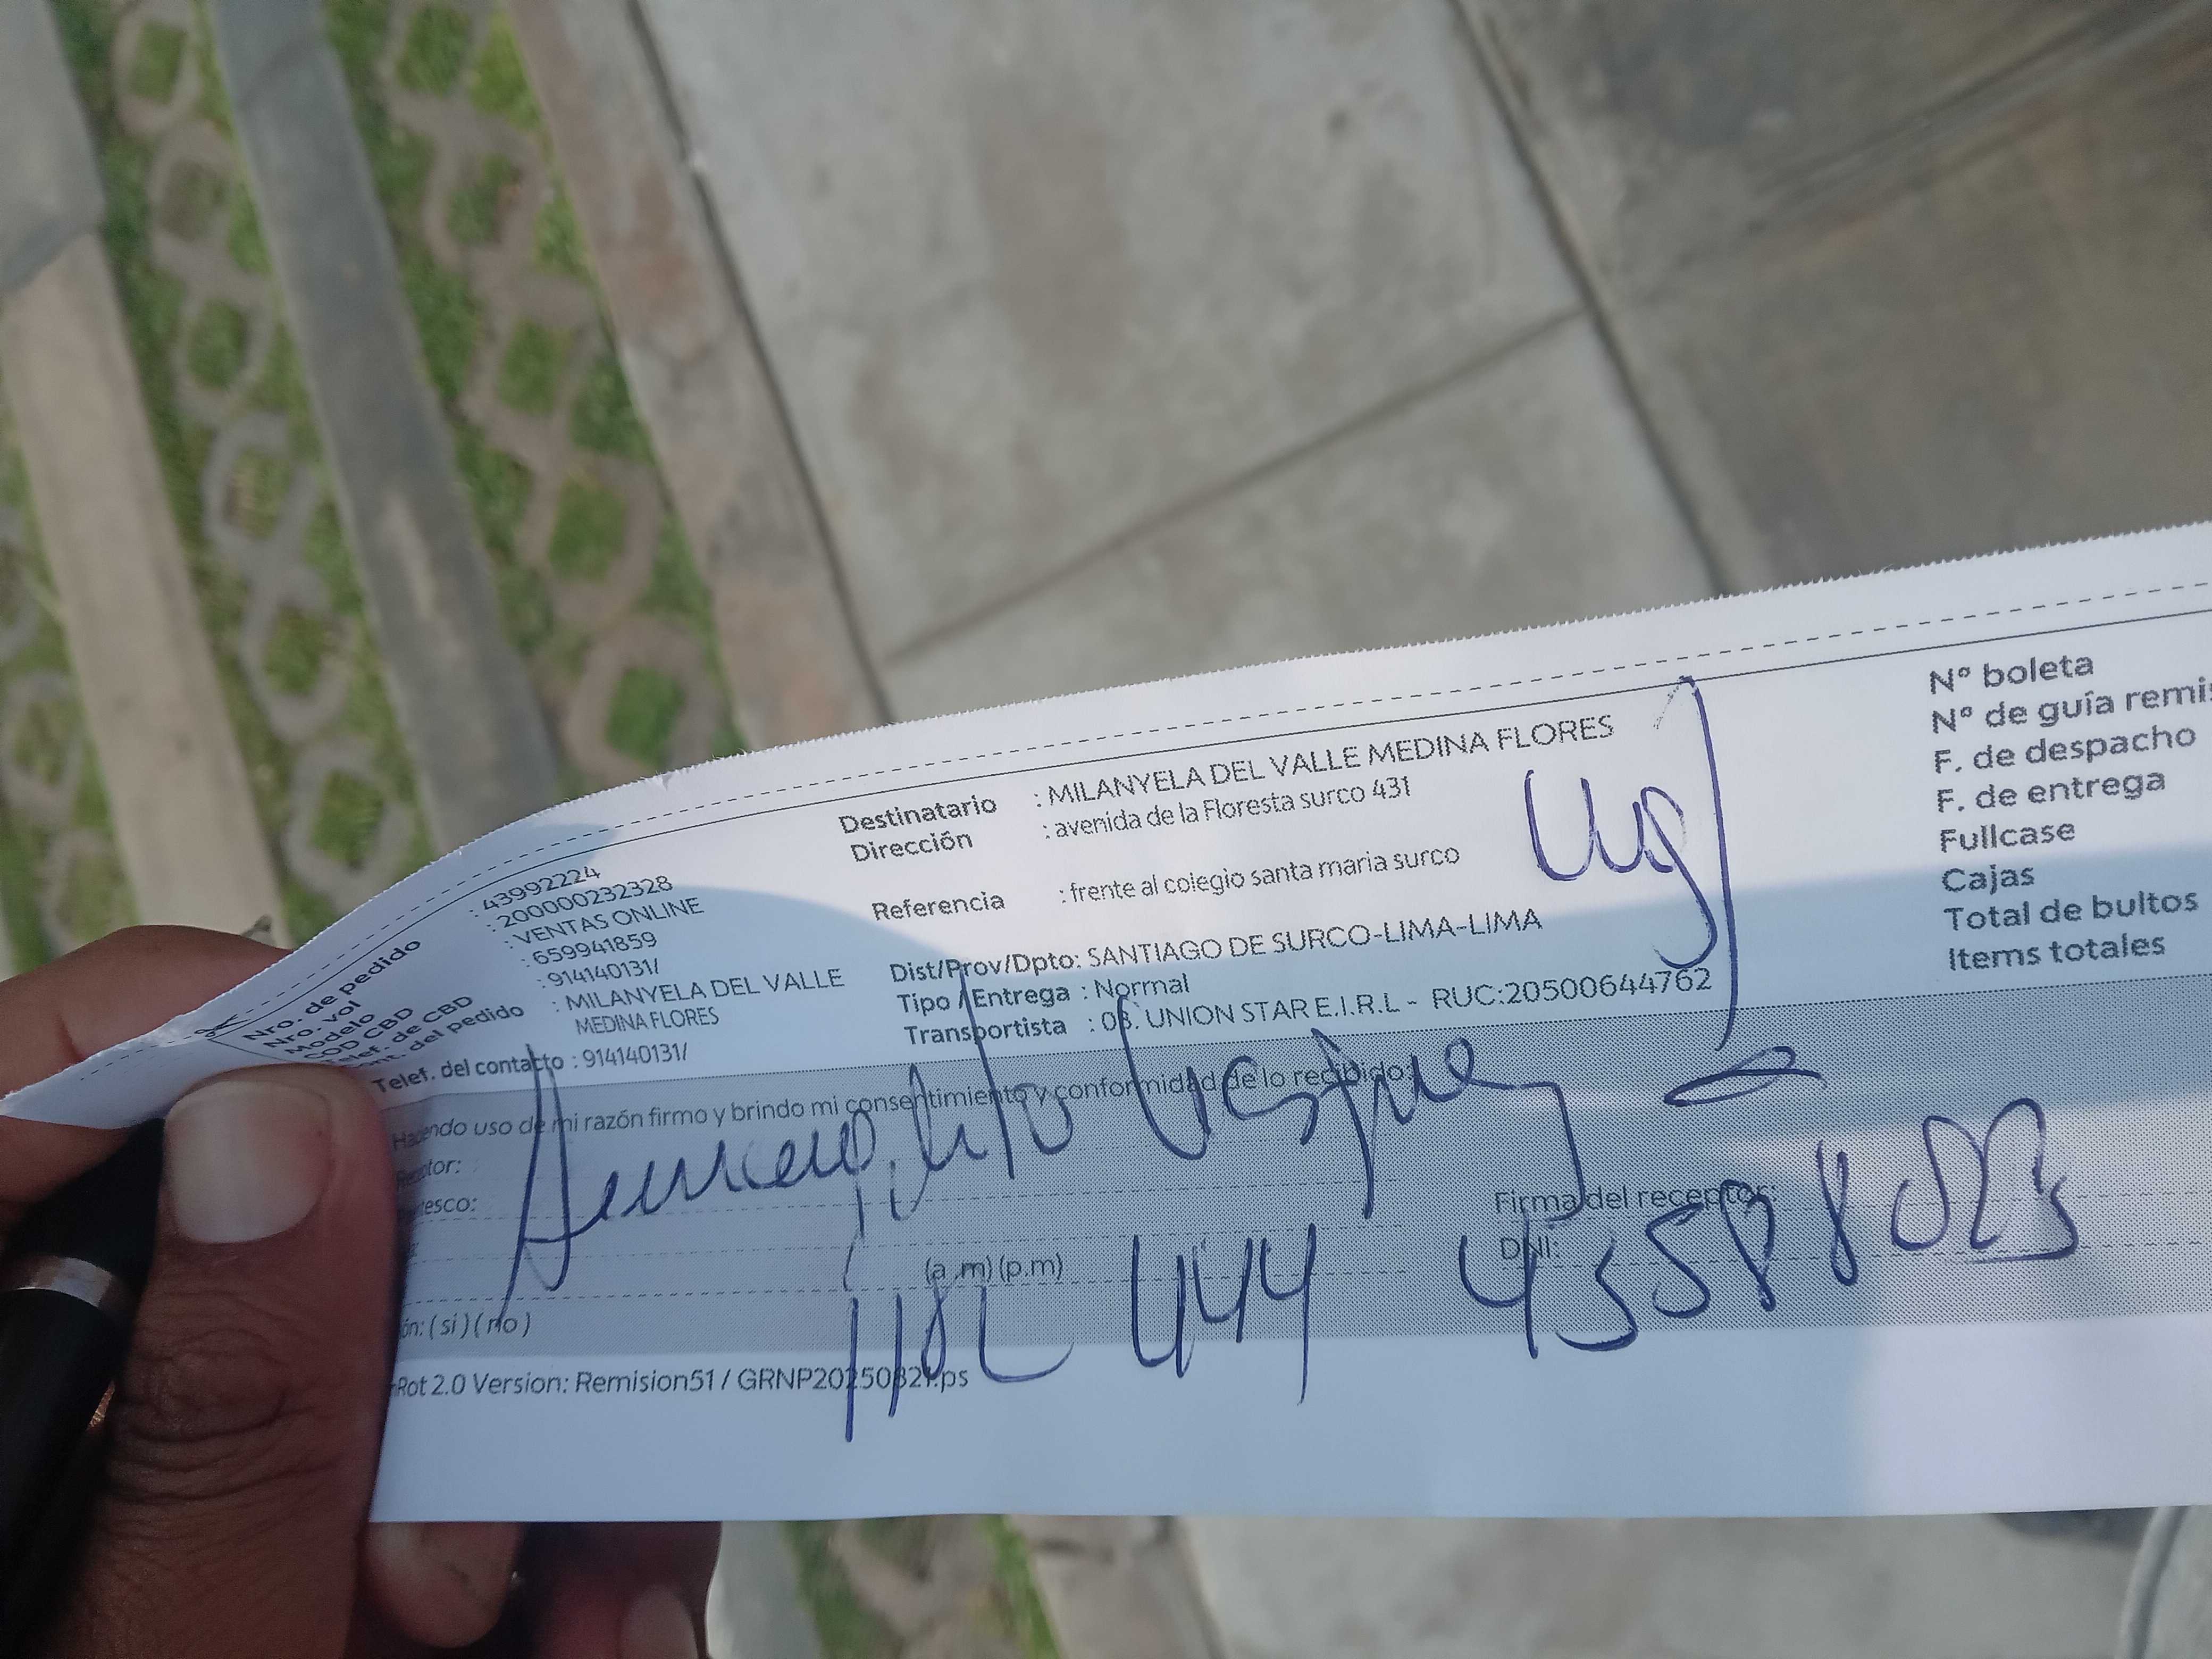 Nro. de pedido : 43992224
Nro. vol : 200000232328
Modelo : VENTAS ONLINE
COD CBD : 659941859
Telef. de CBD : 914140131/
Cont. del pedido : MILANYELA DEL VALLE
MEDINA FLORES
Telef. del contacto : 914140131/
Destinatario : MILANYELA DEL VALLE MEDINA FLORES
Dirección : avenida de la Floresta surco 431
Referencia : frente al colegio santa maria surco
Dist/Prov/Dpto: SANTIAGO DE SURCO-LIMA-LIMA
Tipo / Entrega : Normal
Transportista : 08. UNION STAR E.I.R.L - RUC:20500644762
N° boleta
N° de guía remis
F. de despacho
F. de entrega
Fullcase
Cajas
Total de bultos
Items totales
Haciendo uso de mi razón firmo y brindo mi consentimiento y conformidad de lo recibido:
Receptor:
tesco:
Firma del receptor:
(a .m) (p.m)
DNI:
ón: ( si ) ( no )
Rot 2.0 Version: Remision51 / GRNP20250821.ps